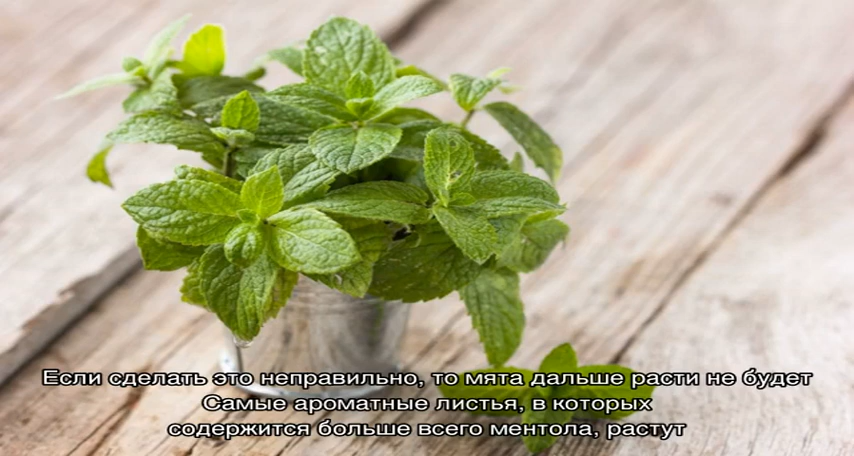 Если сделать это неправильно, то мята дальше расти не будет
Самые ароматные листья, в которых
содержится больше всего ментола, растут